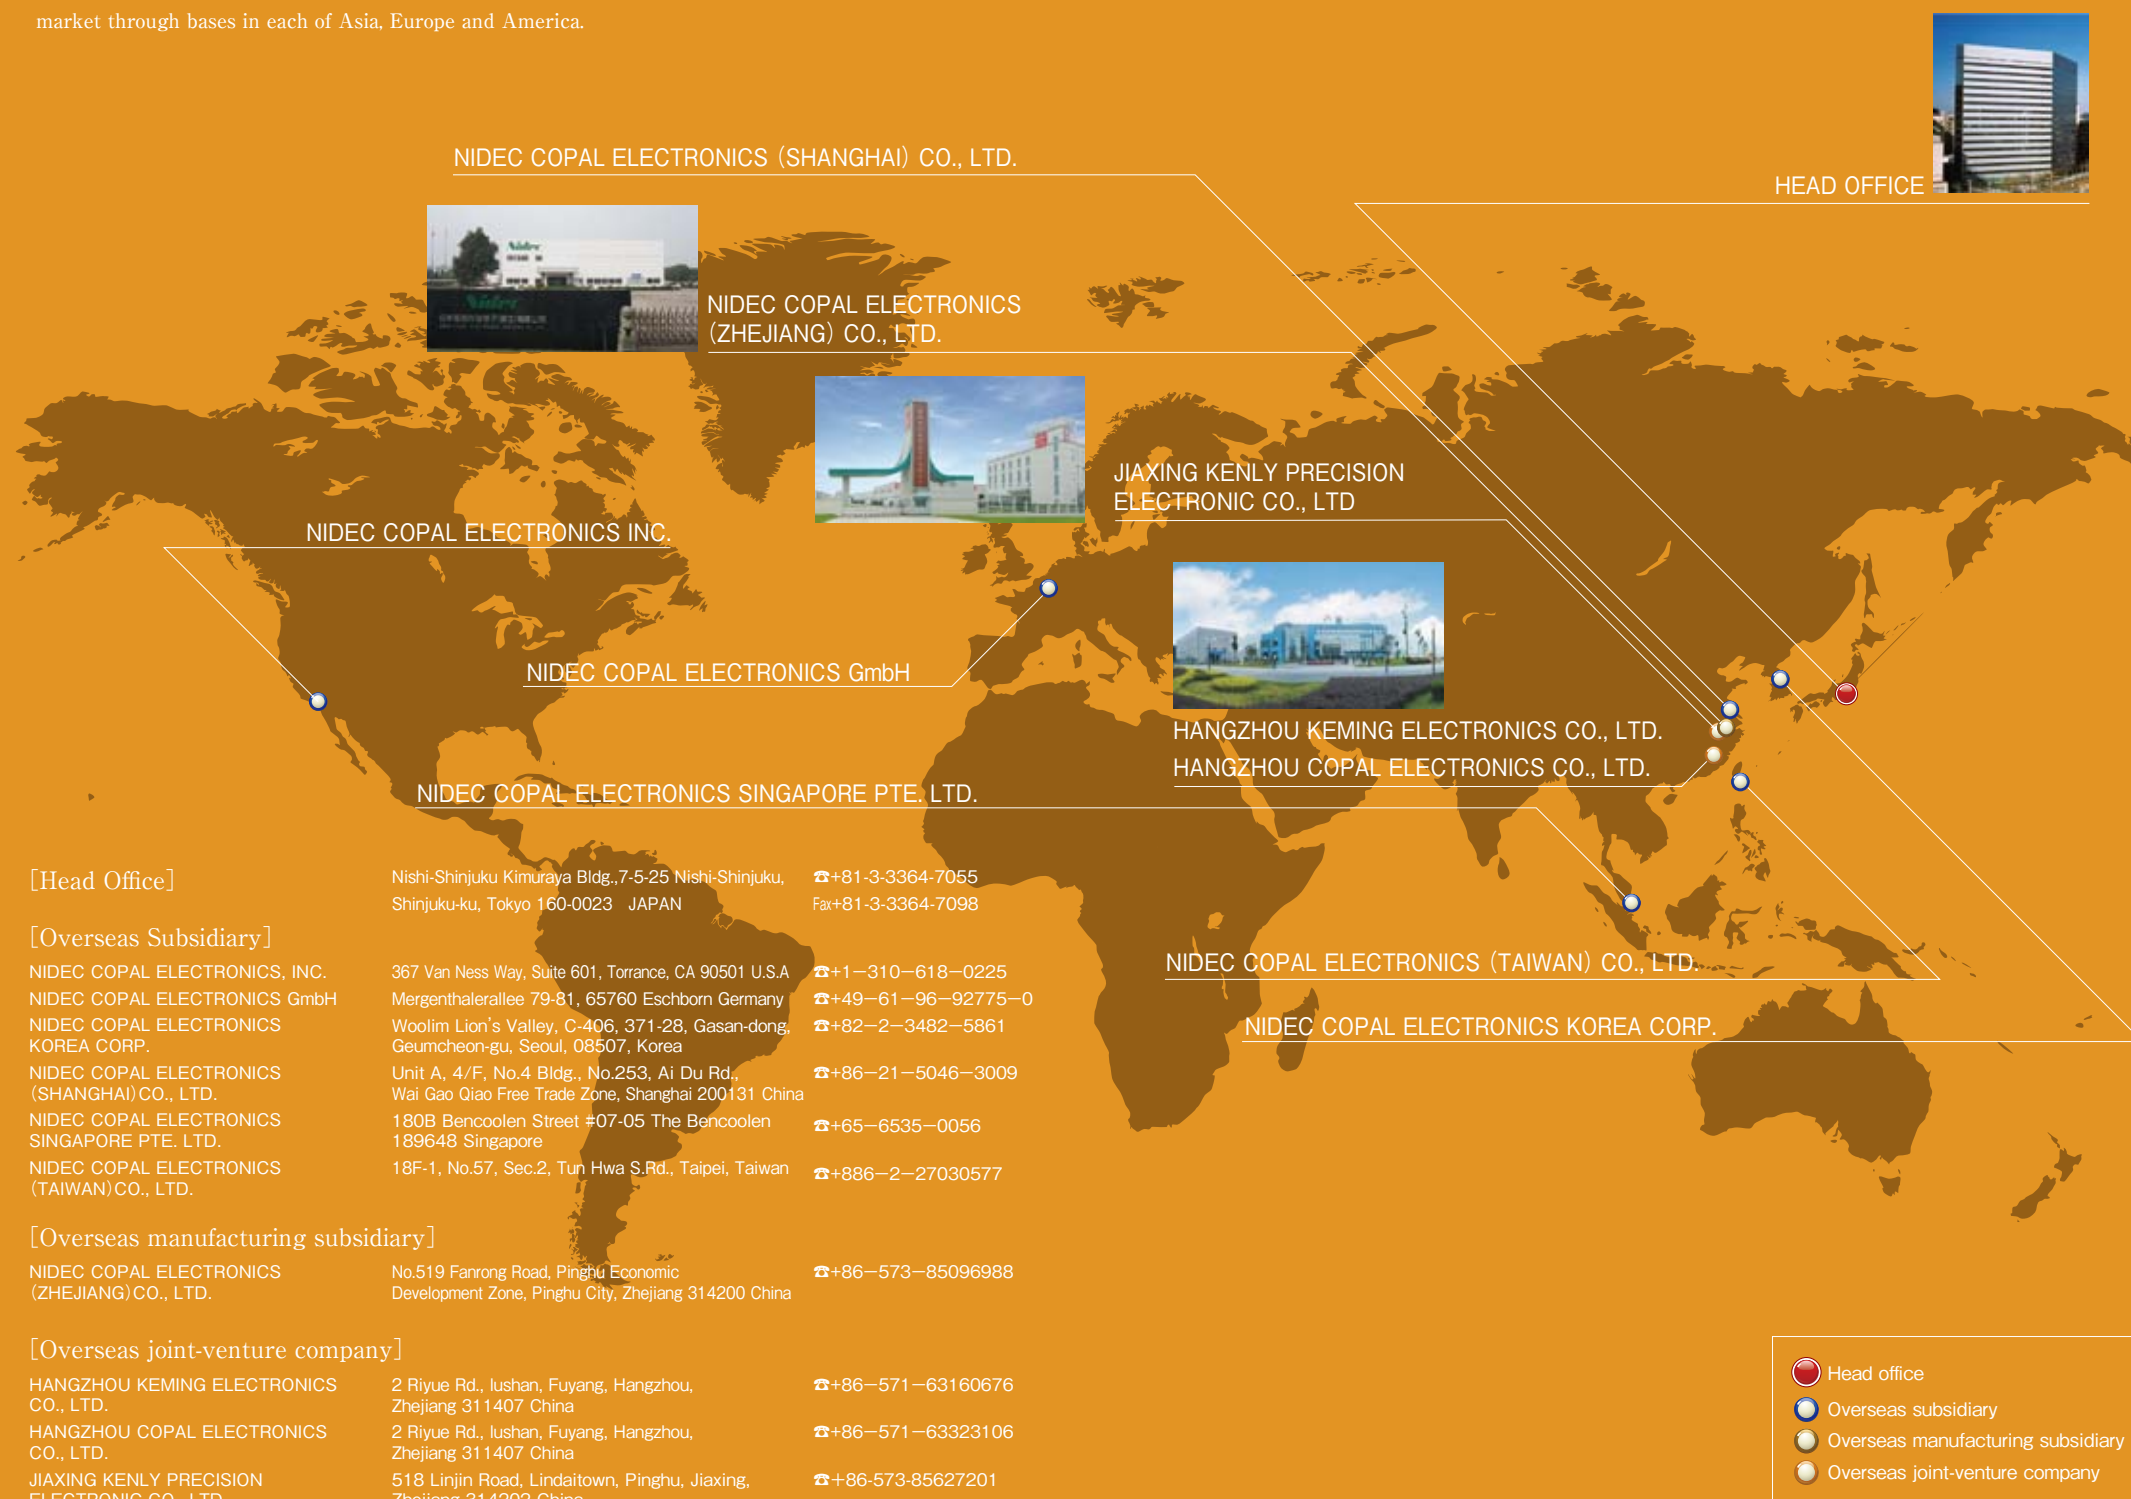 market through bases in each of Asia, Europe and America.
NIDEC COPAL ELECTRONICS (SHANGHAI) CO., LTD.
HEAD OFFICE
Nidec
Nidec
NIDEC COPAL ELECTRONICS
(ZHEJIANG) CO., LTD.
JIAXING KENLY PRECISION
ELECTRONIC CO., LTD
NIDEC COPAL ELECTRONICS INC.
NIDEC COPAL ELECTRONICS GmbH
HANGZHOU KEMING ELECTRONICS CO., LTD.
HANGZHOU COPAL ELECTRONICS CO., LTD.
NIDEC COPAL ELECTRONICS SINGAPORE PTE. LTD.
NIDEC COPAL ELECTRONICS (TAIWAN) CO., LTD.
NIDEC COPAL ELECTRONICS KOREA CORP.
[Head Office]
Nishi-Shinjuku Kimuraya Bldg.,7-5-25 Nishi-Shinjuku, ☎+81-3-3364-7055
Shinjuku-ku, Tokyo 160-0023 JAPAN Fax+81-3-3364-7098
[Overseas Subsidiary]
NIDEC COPAL ELECTRONICS, INC. 367 Van Ness Way, Suite 601, Torrance, CA 90501 U.S.A ☎+1−310−618−0225
NIDEC COPAL ELECTRONICS GmbH Mergenthalerallee 79-81, 65760 Eschborn Germany ☎+49−61−96−92775−0
NIDEC COPAL ELECTRONICS Woolim Lion's Valley, C-406, 371-28, Gasan-dong, ☎+82−2−3482−5861
KOREA CORP. Geumcheon-gu, Seoul, 08507, Korea
NIDEC COPAL ELECTRONICS Unit A, 4/F, No.4 Bldg., No.253, Ai Du Rd., ☎+86−21−5046−3009
(SHANGHAI)CO., LTD. Wai Gao Qiao Free Trade Zone, Shanghai 200131 China
NIDEC COPAL ELECTRONICS 180B Bencoolen Street #07-05 The Bencoolen ☎+65−6535−0056
SINGAPORE PTE. LTD. 189648 Singapore
NIDEC COPAL ELECTRONICS 18F-1, No.57, Sec.2, Tun Hwa S.Rd., Taipei, Taiwan ☎+886−2−27030577
(TAIWAN)CO., LTD.
[Overseas manufacturing subsidiary]
NIDEC COPAL ELECTRONICS No.519 Fanrong Road, Pinghu Economic ☎+86−573−85096988
(ZHEJIANG)CO., LTD. Development Zone, Pinghu City, Zhejiang 314200 China
[Overseas joint-venture company]
HANGZHOU KEMING ELECTRONICS 2 Riyue Rd., lushan, Fuyang, Hangzhou, ☎+86−571−63160676
CO., LTD. Zhejiang 311407 China
HANGZHOU COPAL ELECTRONICS 2 Riyue Rd., lushan, Fuyang, Hangzhou, ☎+86−571−63323106
CO., LTD. Zhejiang 311407 China
JIAXING KENLY PRECISION 518 Linjin Road, Lindaitown, Pinghu, Jiaxing, ☎+86-573-85627201
ELECTRONIC CO., LTD Zhejiang 314202 China
Head office
Overseas subsidiary
Overseas manufacturing subsidiary
Overseas joint-venture company